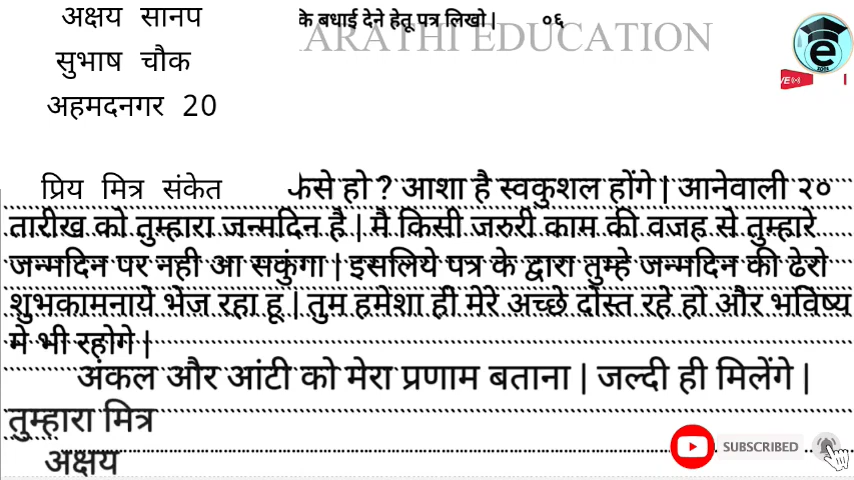 अक्षय सानप
के बधाई देने हेतू पत्र लिखो | ०६
ARATHI EDUCATION
सुभाष चौक
अहमदनगर 20
प्रिय मित्र संकेत
कैसे हो ? आशा है स्वकुशल होंगे | आनेवाली २०
तारीख को तुम्हारा जन्मदिन है | मै किसी जरुरी काम की वजह से तुम्हारे
जन्मदिन पर नही आ सकुंगा | इसलिये पत्र के द्वारा तुम्हे जन्मदिन की ढेरो
शुभकामनाये भेज रहा हू | तुम हमेशा ही मेरे अच्छे दोस्त रहे हो और भविष्य
मे भी रहोगे |
अंकल और आंटी को मेरा प्रणाम बताना | जल्दी ही मिलेंगे |
तुम्हारा मित्र
अक्षय
SUBSCRIBED